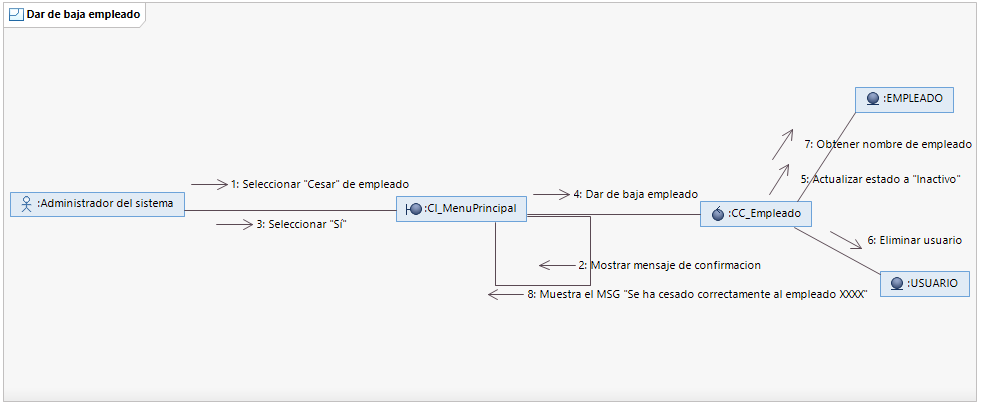 Dar de baja empleado
:EMPLEADO
7: Obtener nombre de empleado
5: Actualizar estado a "Inactivo"
1: Seleccionar "Cesar" de empleado
4: Dar de baja empleado
:Administrador del sistema
:CI_MenuPrincipal
:CC_Empleado
3: Seleccionar "Sí"
6: Eliminar usuario
2: Mostrar mensaje de confirmacion
:USUARIO
8: Muestra el MSG "Se ha cesado correctamente al empleado XXXX"